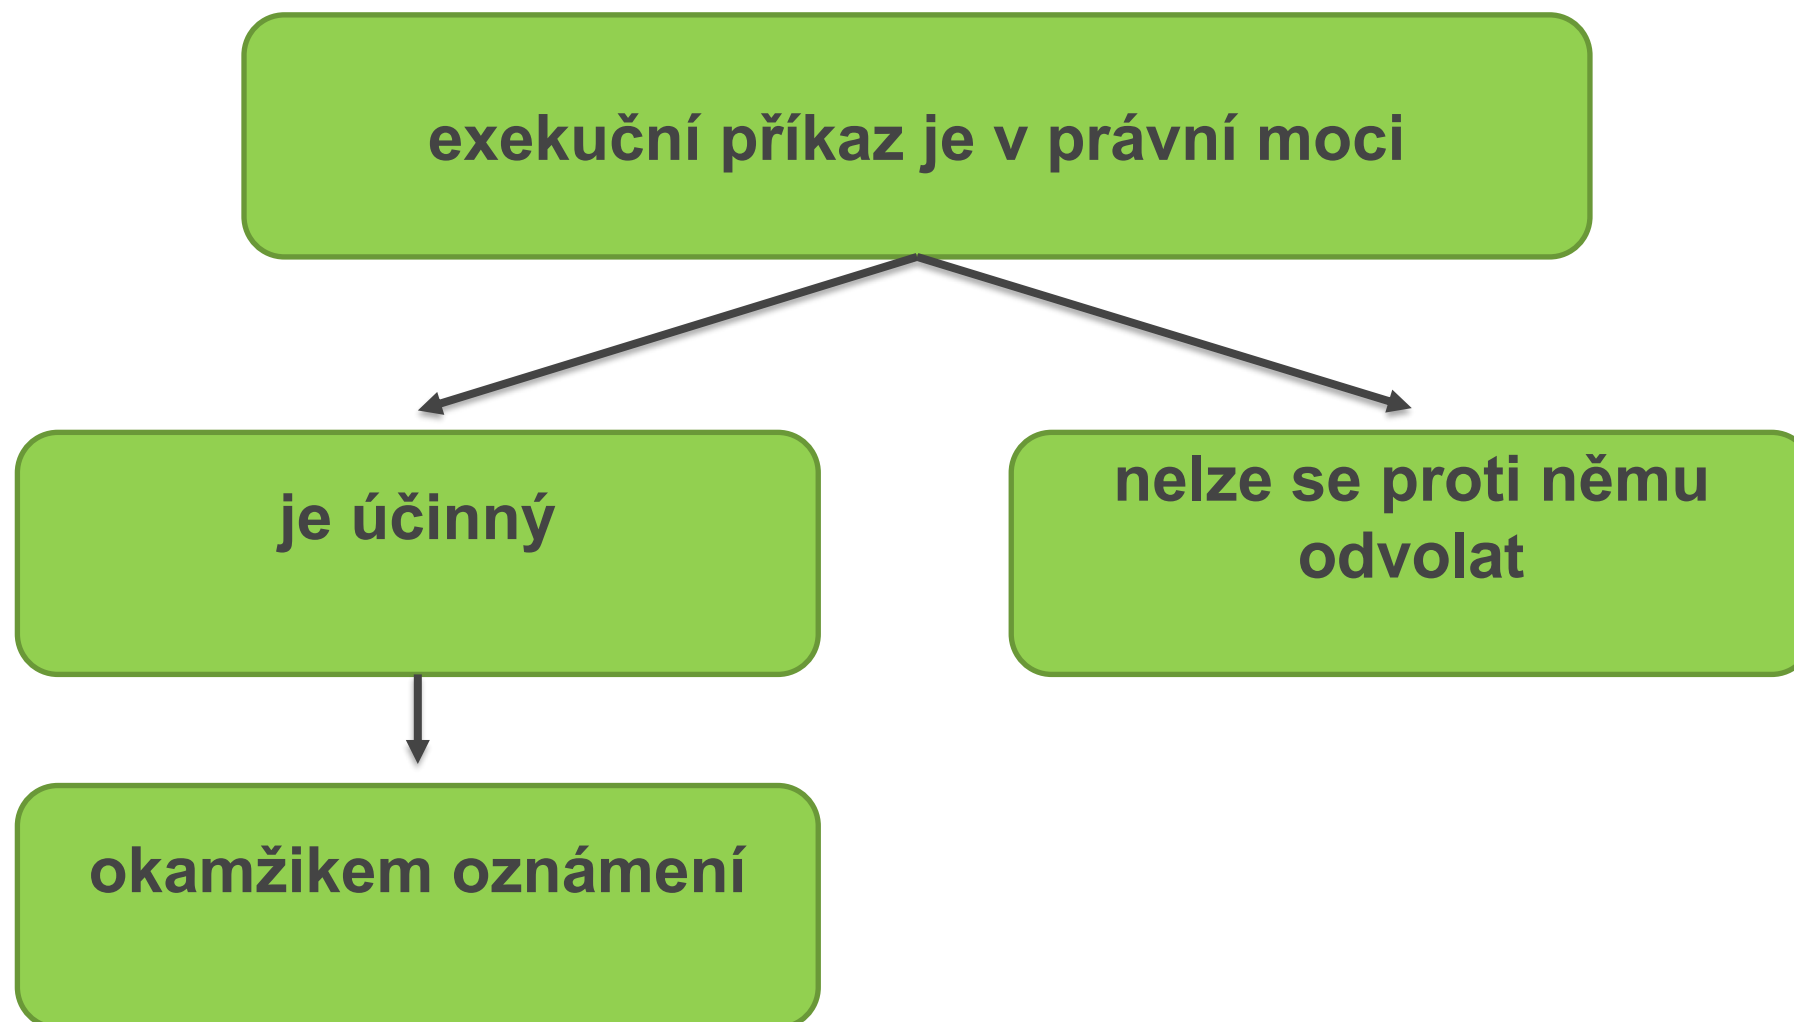 exekuční příkaz je v právní moci
je účinný
nelze se proti němu
odvolat
okamžikem oznámení